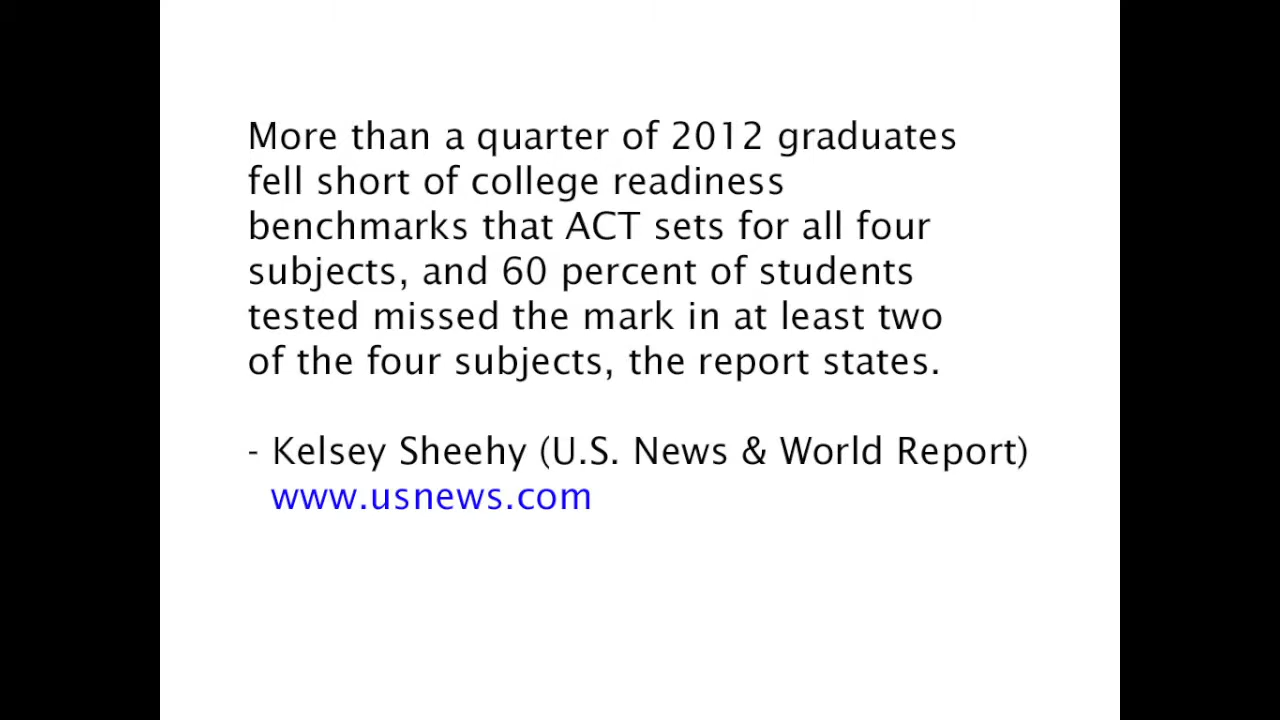 More than a quarter of 2012 graduates
fell short of college readiness
benchmarks that ACT sets for all four
subjects, and 60 percent of students
tested missed the mark in at least two
of the four subjects, the report states.
- Kelsey Sheehy (U.S. News & World Report)
www.usnews.com